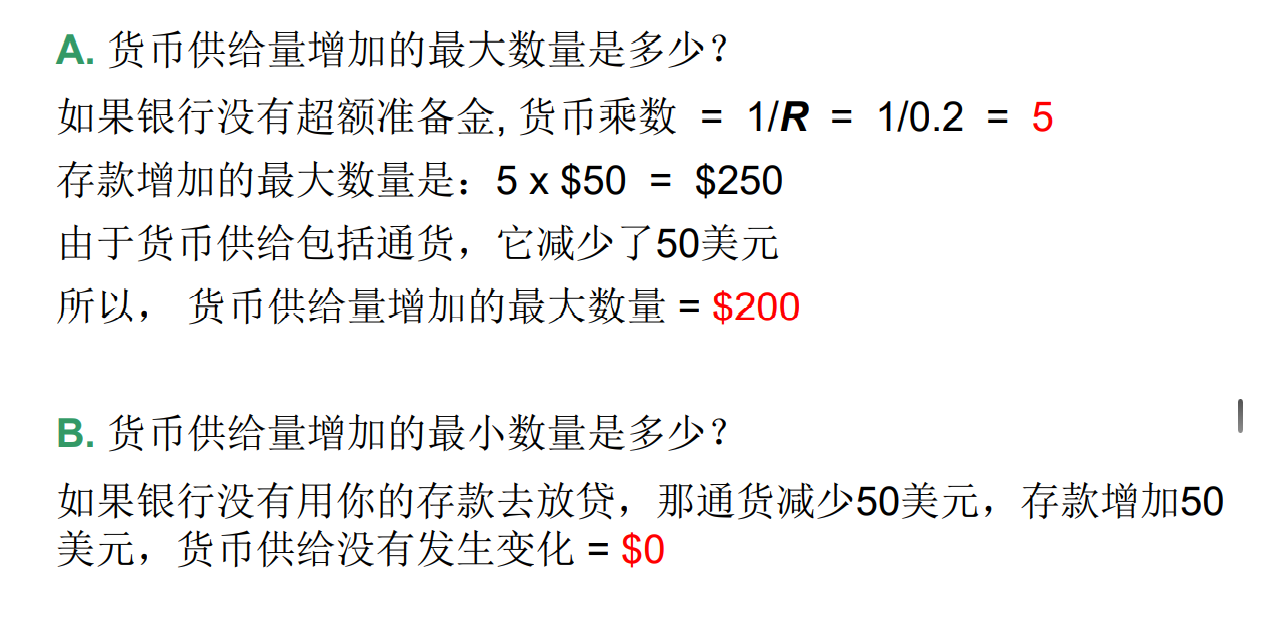 A. 货币供给量增加的最大数量是多少？
如果银行没有超额准备金, 货币乘数 = 1/R = 1/0.2 = 5
存款增加的最大数量是：5 x $50 = $250
由于货币供给包括通货，它减少了50美元
所以， 货币供给量增加的最大数量 = $200
B. 货币供给量增加的最小数量是多少？
如果银行没有用你的存款去放贷，那通货减少50美元，存款增加50
美元，货币供给没有发生变化 = $0